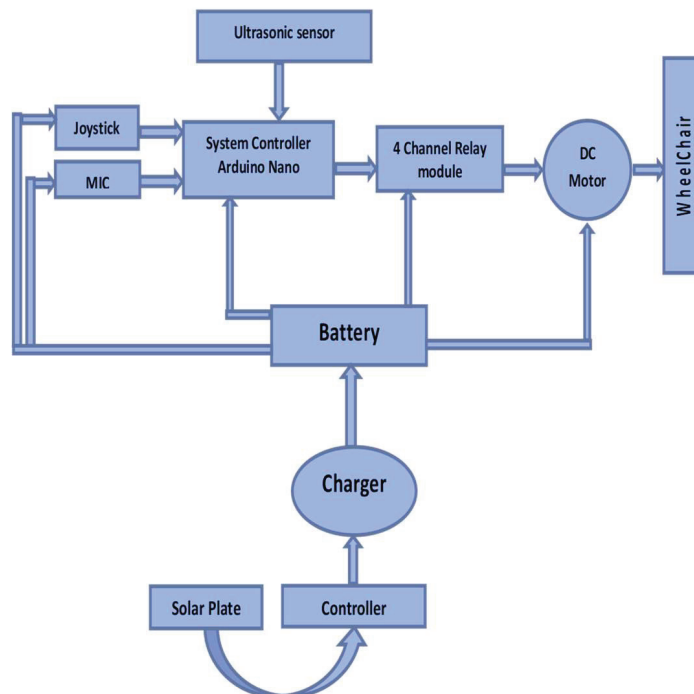 Ultrasonic sensor
Joystick
System Controller
Arduino Nano
4 Channel Relay
module
DC
Motor
WheelChair
MIC
Battery
Charger
Solar Plate
Controller